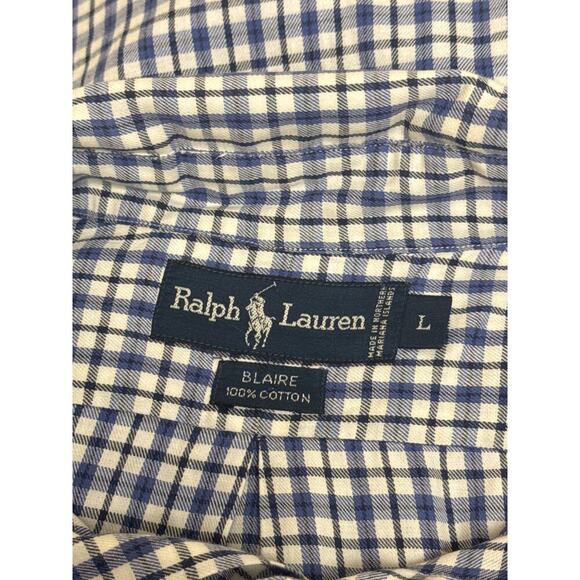 Ralph Lauren
MADE IN NORTHERN
MARIANA ISLANDS
L
BLAIRE
100% COTTON